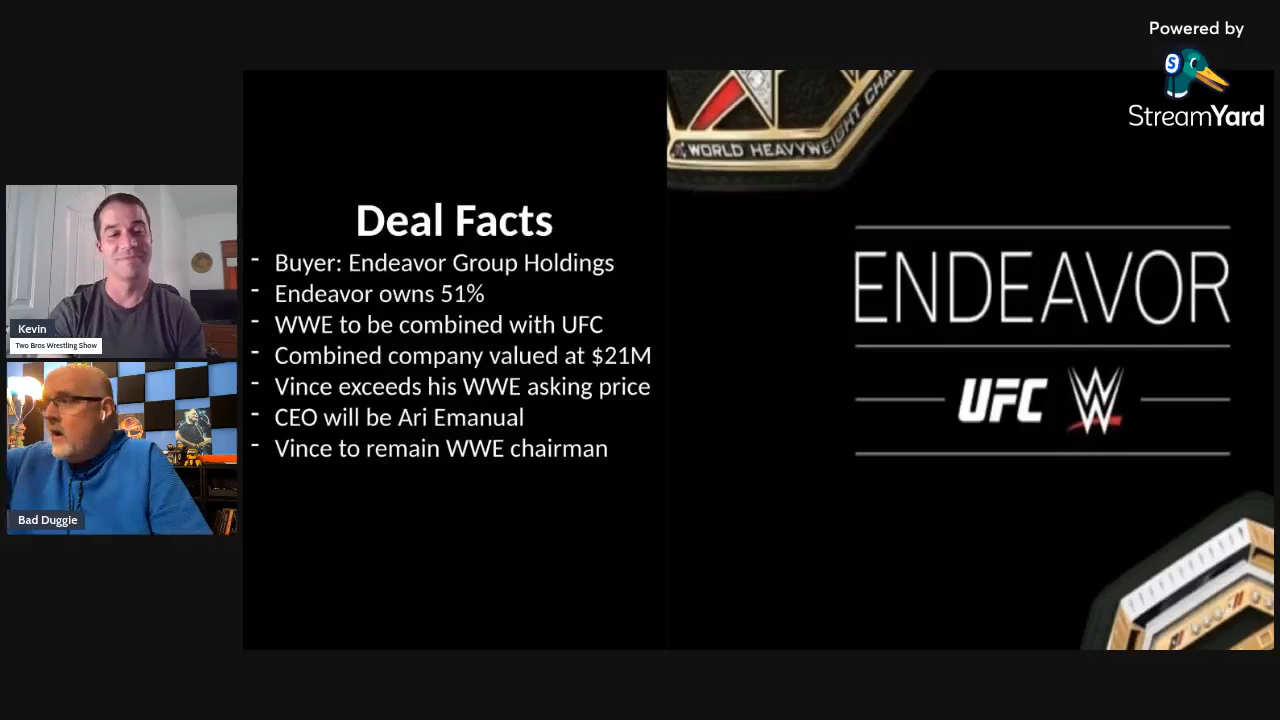 Powered by
StreamYard
WORLD HEAVYWEIGHT CHA
Deal Facts
- Buyer: Endeavor Group Holdings
- Endeavor owns 51%
- WWE to be combined with UFC
- Combined company valued at $21M
- Vince exceeds his WWE asking price
- CEO will be Ari Emanual
- Vince to remain WWE chairman
ENDEAVOR
UFC W
Kevin
Two Bros Wrestling Show
Bad Duggie